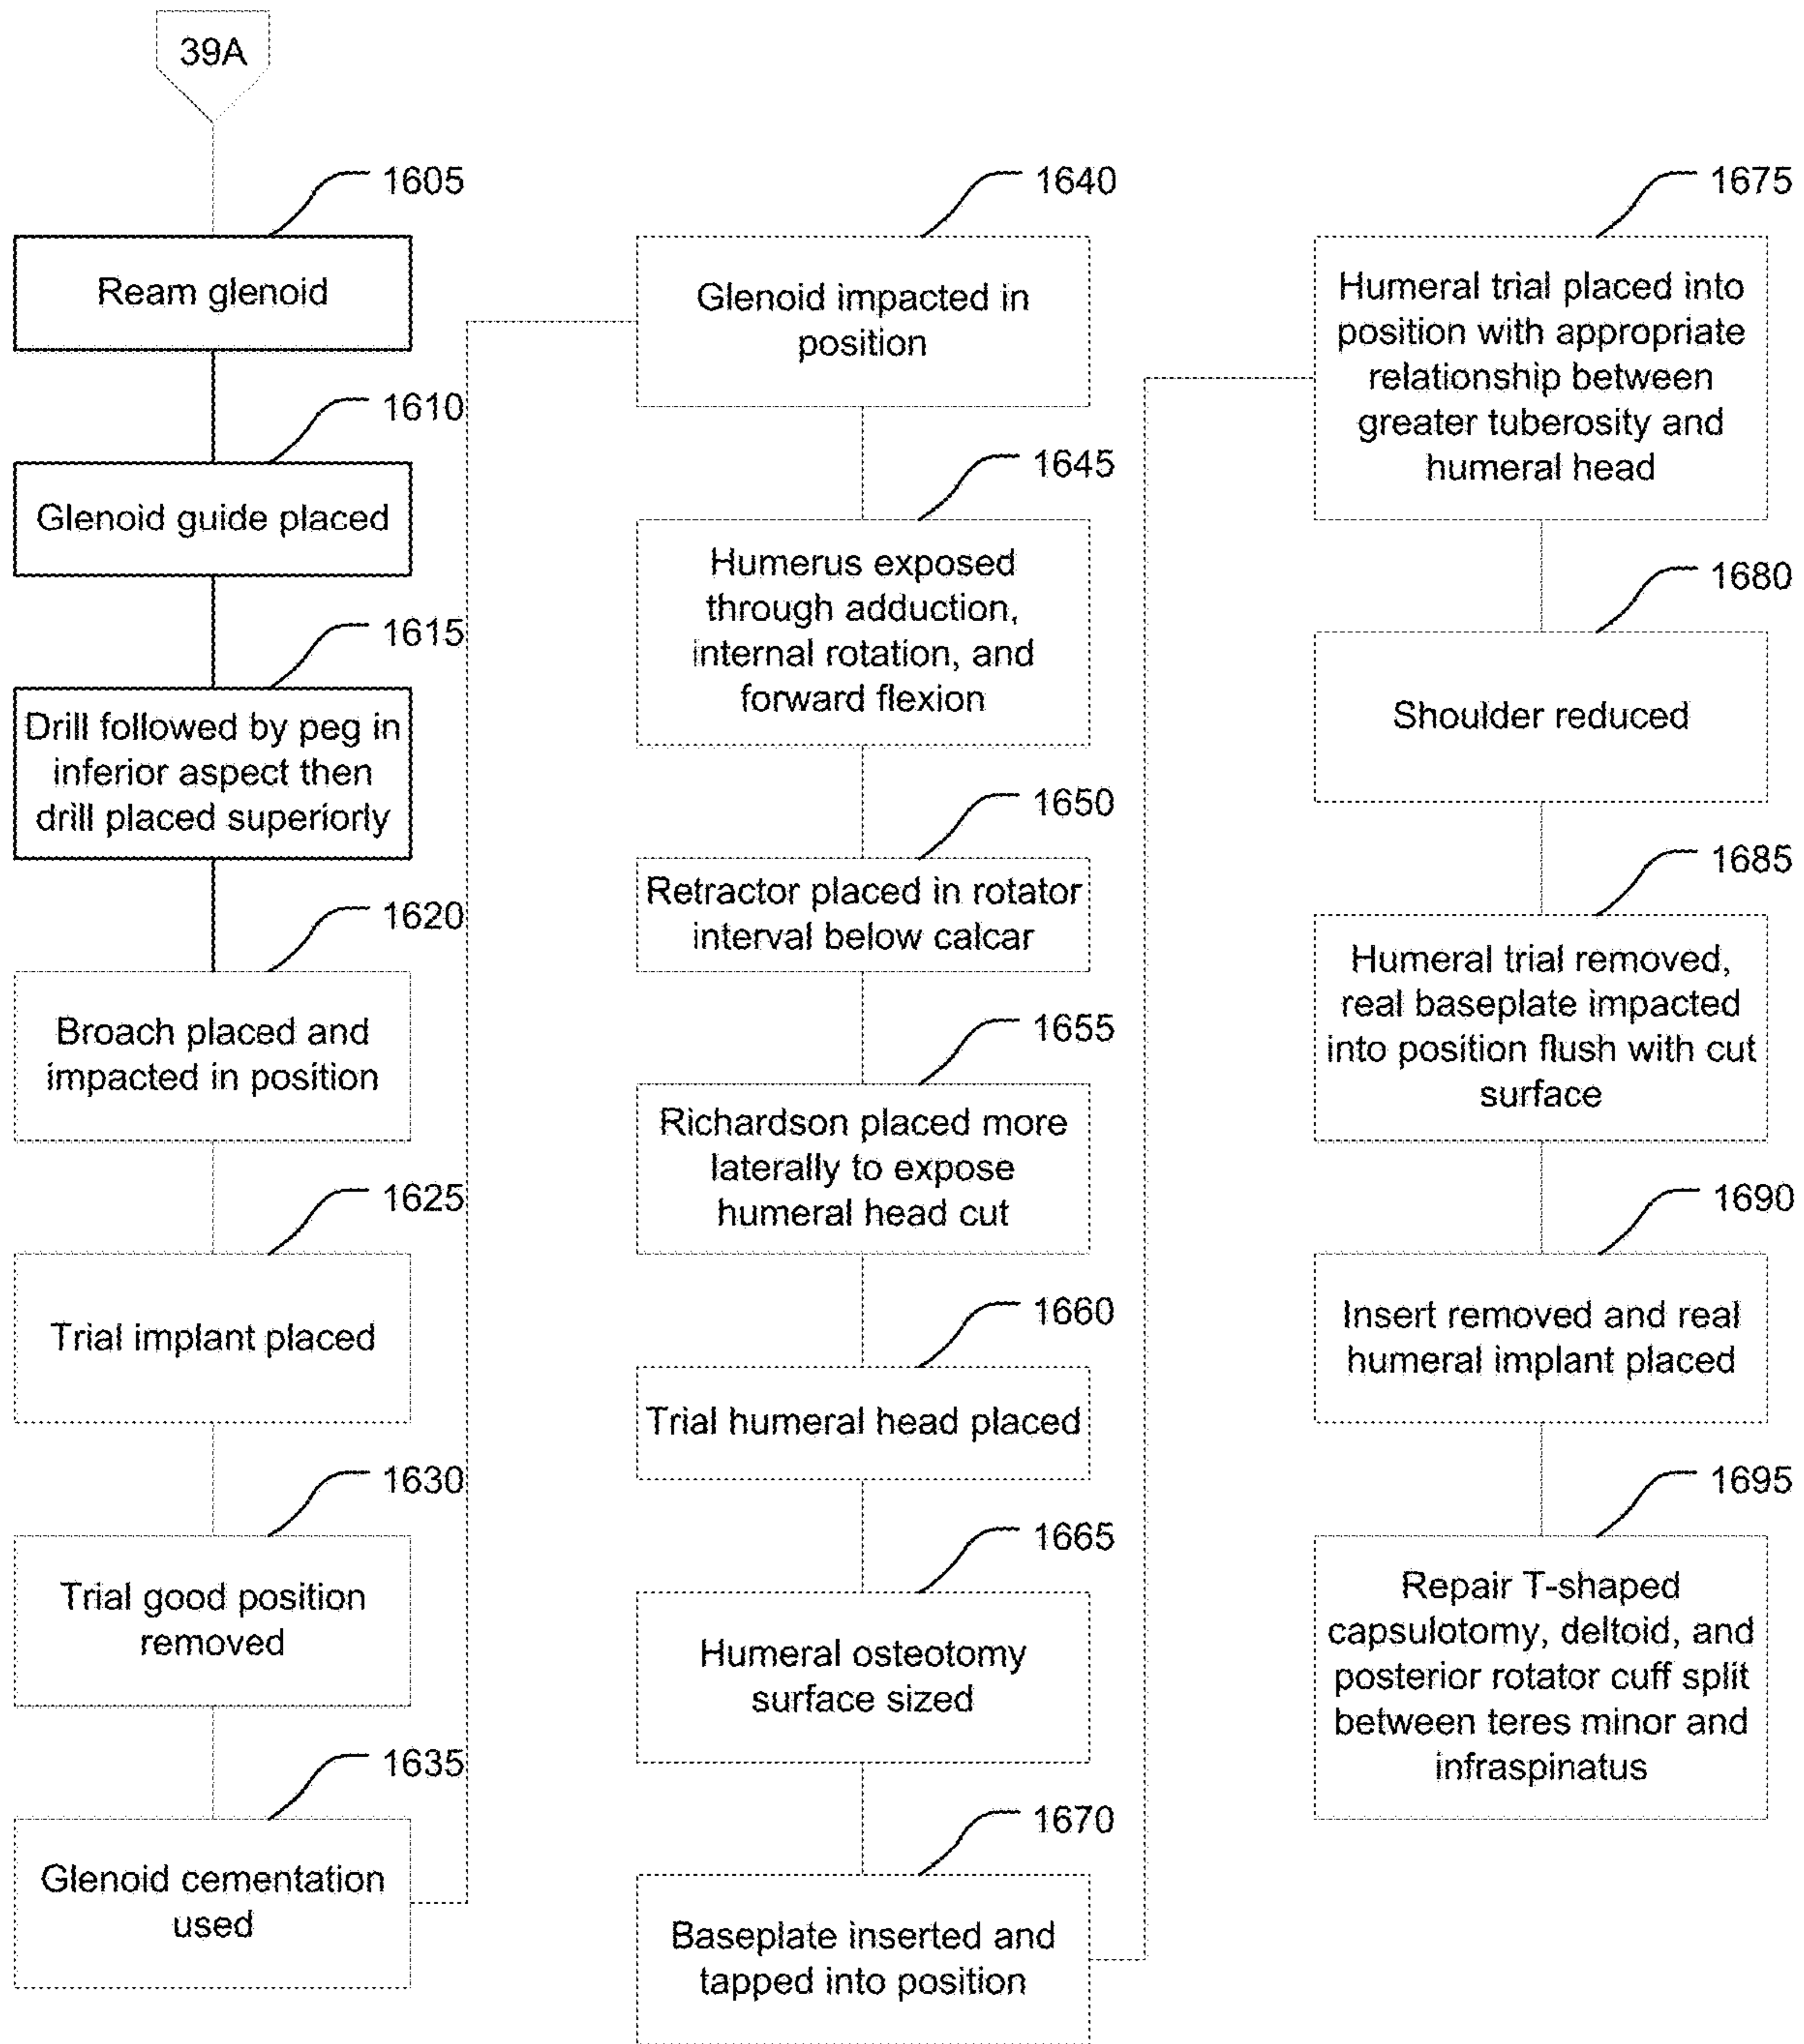 39A
1605
Ream glenoid
1610
Glenoid guide placed
1615
Drill followed by peg in
inferior aspect then
drill placed superiorly
1620
Broach placed and
impacted in position
1625
Trial implant placed
1630
Trial good position
removed
1635
Glenoid cementation
used
1640
Glenoid impacted in
position
1645
Humerus exposed
through adduction,
internal rotation, and
forward flexion
1650
Retractor placed in rotator
interval below calcar
1655
Richardson placed more
laterally to expose
humeral head cut
1660
Trial humeral head placed
1665
Humeral osteotomy
surface sized
1670
Baseplate inserted and
tapped into position
1675
Humeral trial placed into
position with appropriate
relationship between
greater tuberosity and
humeral head
1680
Shoulder reduced
1685
Humeral trial removed,
real baseplate impacted
into position flush with cut
surface
1690
Insert removed and real
humeral implant placed
1695
Repair T-shaped
capsulotomy, deltoid, and
posterior rotator cuff split
between teres minor and
infraspinatus